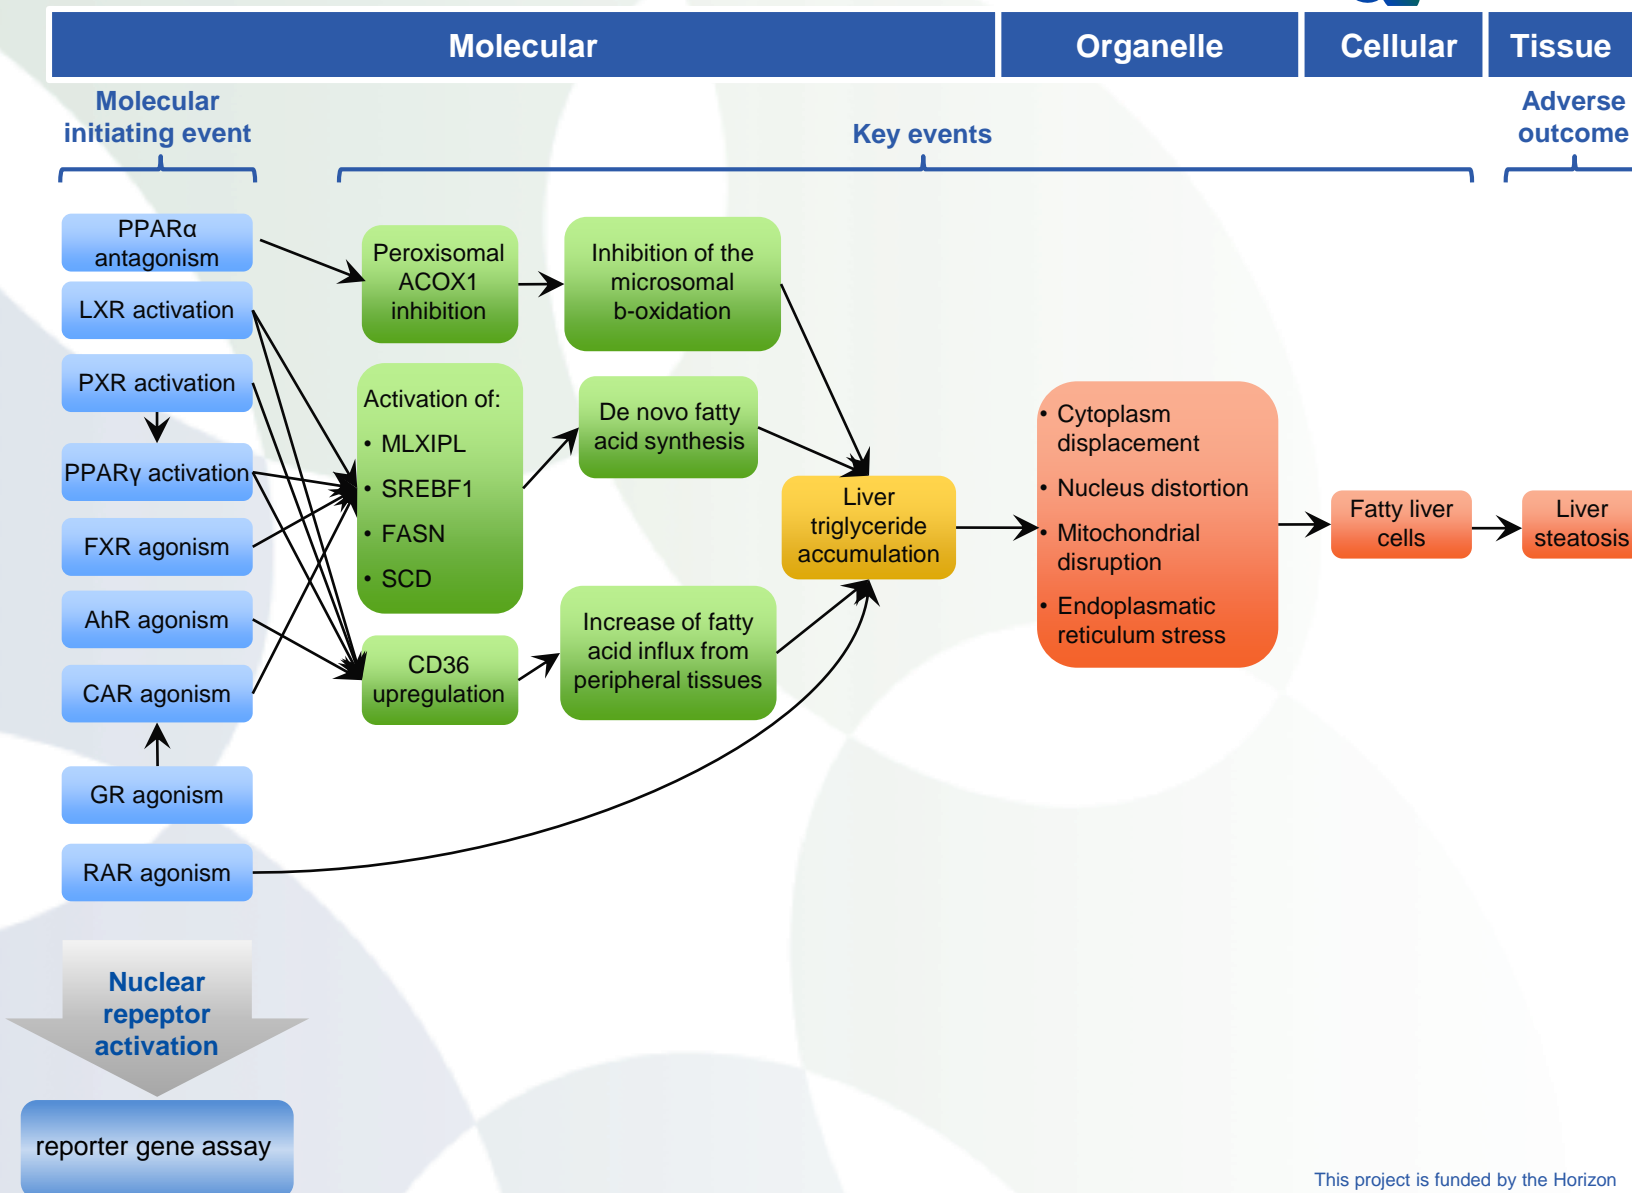 Molecular
Organelle
Cellular
Tissue
Molecular
initiating event
Key events
Adverse
outcome
PPARα
antagonism
LXR activation
PXR activation
PPARγ activation
FXR agonism
AhR agonism
CAR agonism
GR agonism
RAR agonism
Peroxisomal
ACOX1
inhibition
Inhibition of the
microsomal
b-oxidation
Activation of:
• MLXIPL
• SREBF1
• FASN
• SCD
De novo fatty
acid synthesis
CD36
upregulation
Increase of fatty
acid influx from
peripheral tissues
Liver
triglyceride
accumulation
• Cytoplasm
displacement
• Nucleus distortion
• Mitochondrial
disruption
• Endoplasmatic
reticulum stress
Fatty liver
cells
Liver
steatosis
Nuclear
repeptor
activation
reporter gene assay
This project is funded by the Horizon